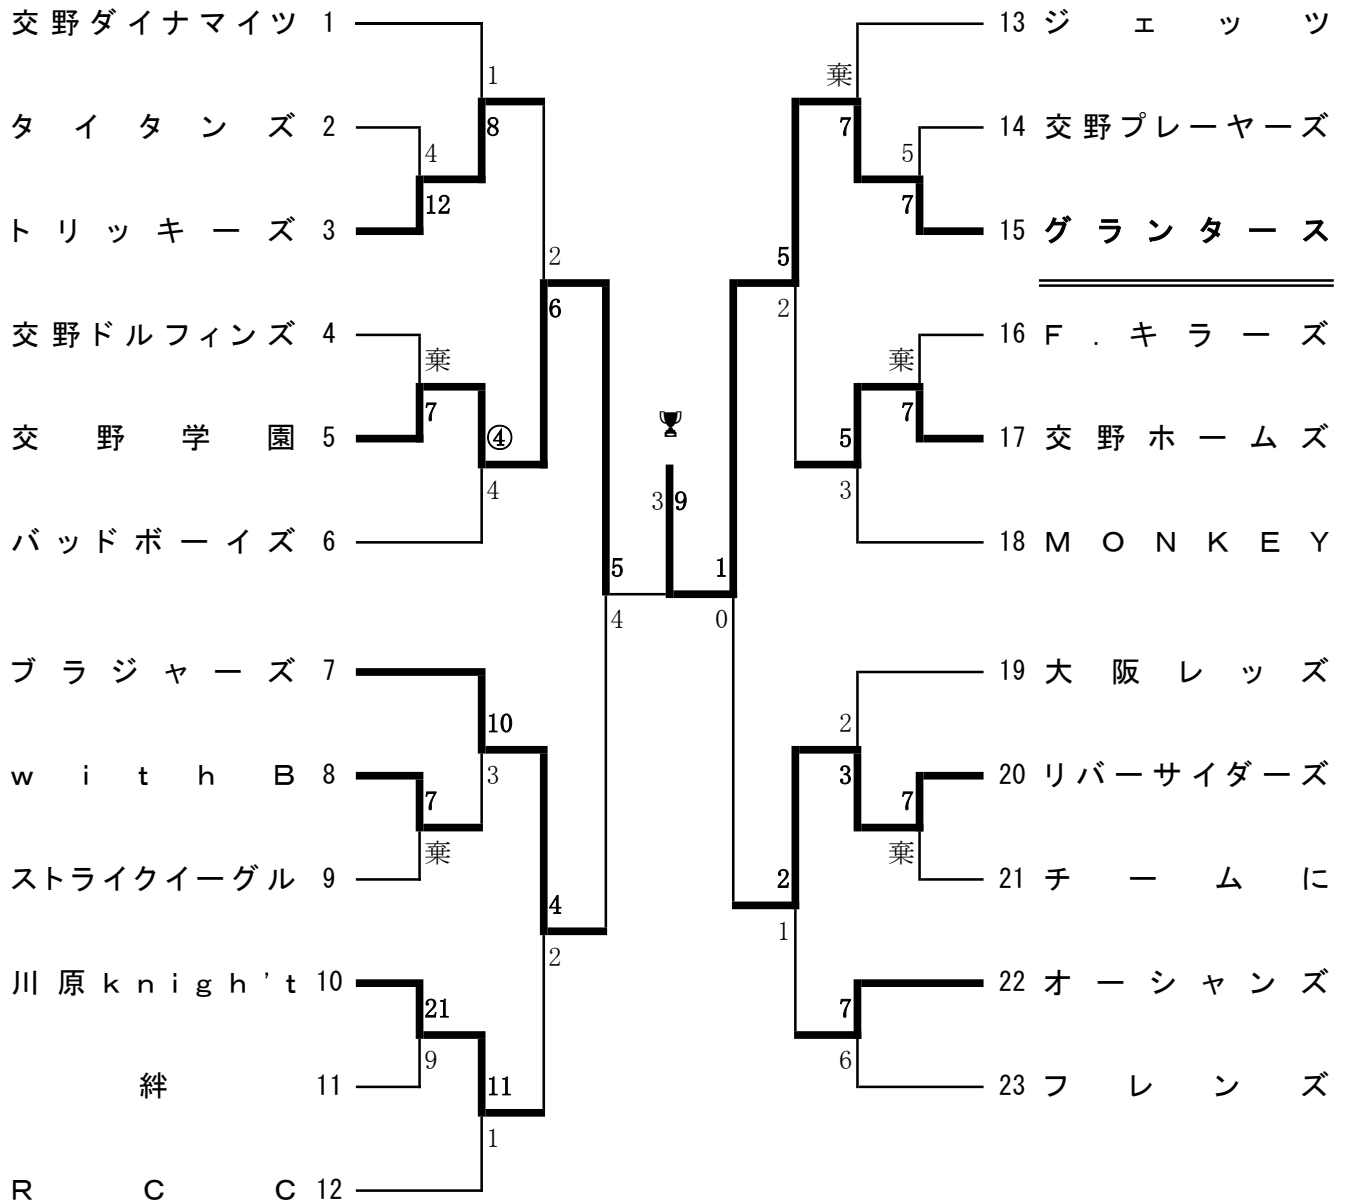 交野ダイナマイツ 1
1
8
タイタンズ 2
4
12
トリッキーズ 3
2
6
交野ドルフィンズ 4
棄
7
交野学園 5
④
4
バッドボーイズ 6
5
4
ブラジャーズ 7
10
3
withB 8
7
棄
ストライクイーグル 9
4
2
川原knigh't 10
21
9
絆 11
11
1
RCC 12
3 9
13 ジェッツ
棄
7
14 交野プレーヤーズ
5
7
15 グランタース
5
2
16 F.キラーズ
棄
7
17 交野ホームズ
5
3
18 MONKEY
1
0
19 大阪レッズ
2
3
20 リバーサイダーズ
7
棄
21 チームに
2
1
22 オーシャンズ
7
6
23 フレンズ